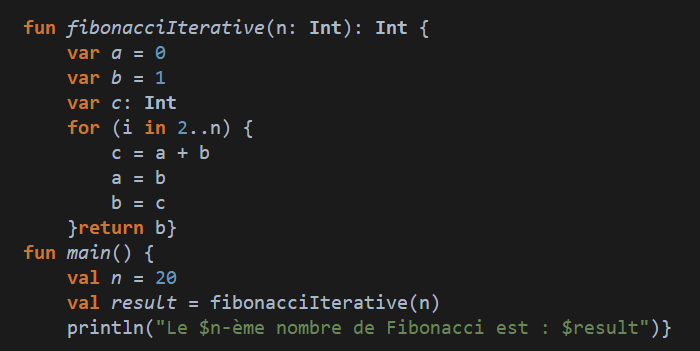 fun fibonacciIterative(n: Int): Int {
    var a = 0
    var b = 1
    var c: Int
    for (i in 2..n) {
        c = a + b
        a = b
        b = c
    }return b}
fun main() {
    val n = 20
    val result = fibonacciIterative(n)
    println("Le $n-ème nombre de Fibonacci est : $result")}